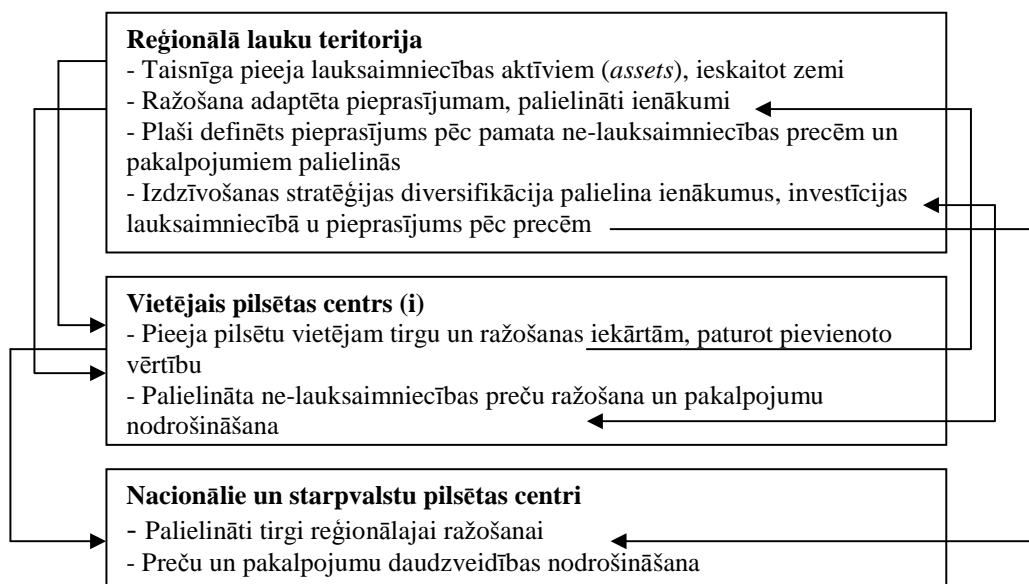 Reģionālā lauku teritorija
- Taisnīga pieeja lauksaimniecības aktīviem (assets), ieskaitot zemi
- Ražošana adaptēta pieprasījumam, palielināti ienākumi
- Plaši definēts pieprasījums pēc pamata ne-lauksaimniecības precēm un
pakalpojumiem palielinās
- Izdzīvošanas stratēģijas diversifikācija palielina ienākumus, investīcijas
lauksaimniecībā u pieprasījums pēc precēm
Vietējais pilsētas centrs (i)
- Pieeja pilsētu vietējam tirgu un ražošanas iekārtām, paturot pievienoto
vērtību
- Palielināta ne-lauksaimniecības preču ražošana un pakalpojumu
nodrošināšana
Nacionālie un starpvalstu pilsētas centri
- Palielināti tirgi reģionālajai ražošanai
- Preču un pakalpojumu daudzveidības nodrošināšana